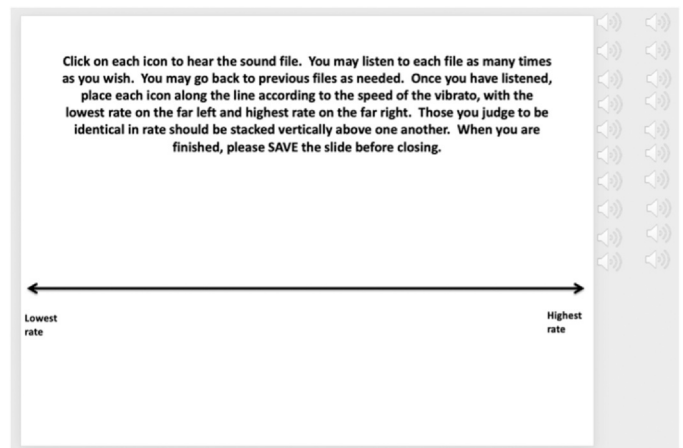 Click on each icon to hear the sound file.  You may listen to each file as many times
as you wish.  You may go back to previous files as needed.  Once you have listened,
place each icon along the line according to the speed of the vibrato, with the
lowest rate on the far left and highest rate on the far right.  Those you judge to be
identical in rate should be stacked vertically above one another.  When you are
finished, please SAVE the slide before closing.
Lowest
rate
Highest
rate